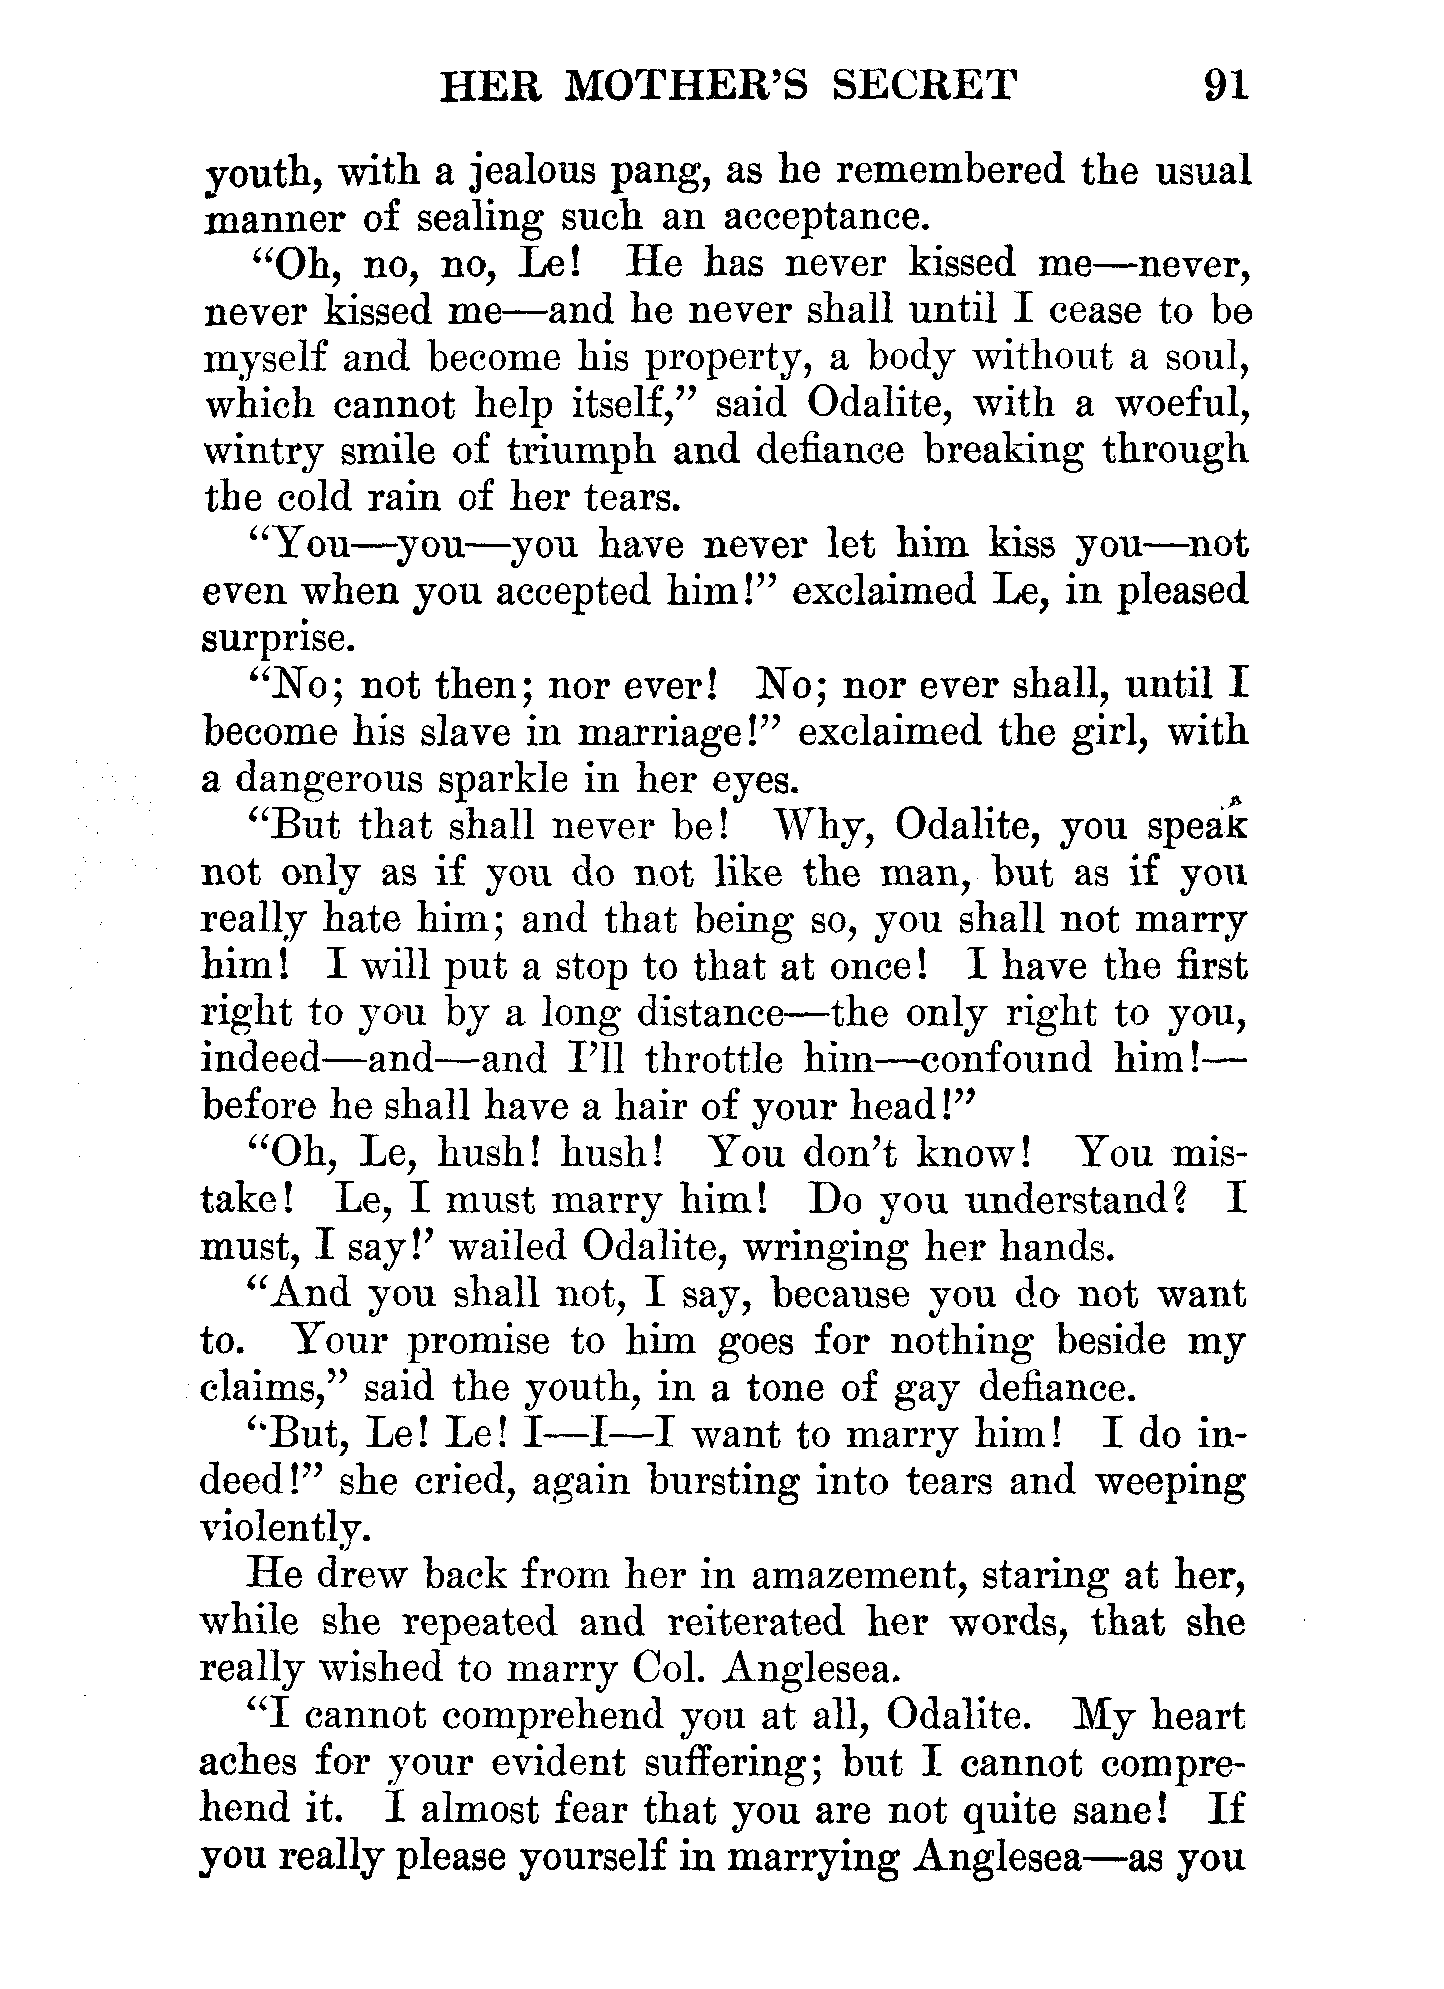 HER MOTHER'S SECRET 91
youth, with a jealous pang, as he remembered the usual
manner of sealing such an acceptance.
"Oh, no, no, Le! He has never kissed me—never,
never kissed me—and he never shall until I cease to be
myself and become his property, a body without a soul,
which cannot help itself," said Odalite, with a woeful,
wintry smile of triumph and defiance breaking through
the cold rain of her tears.
"You—you—you have never let him kiss you—not
even when you accepted him!" exclaimed Le, in pleased
surprise.
"No; not then; nor ever! No; nor ever shall, until I
become his slave in marriage!" exclaimed the girl, with
a dangerous sparkle in her eyes.
"But that shall never be! Why, Odalite, you speak
not only as if you do not like the man, but as if you
really hate him; and that being so, you shall not marry
him! I will put a stop to that at once! I have the first
right to you by a long distance—the only right to you,
indeed—and—and I'll throttle him—confound him!—
before he shall have a hair of your head!"
"Oh, Le, hush! hush! You don't know! You mis-
take! Le, I must marry him! Do you understand? I
must, I say!' wailed Odalite, wringing her hands.
"And you shall not, I say, because you do not want
to. Your promise to him goes for nothing beside my
claims," said the youth, in a tone of gay defiance.
"But, Le! Le! I—I—I want to marry him! I do in-
deed!" she cried, again bursting into tears and weeping
violently.
He drew back from her in amazement, staring at her,
while she repeated and reiterated her words, that she
really wished to marry Col. Anglesea.
"I cannot comprehend you at all, Odalite. My heart
aches for your evident suffering; but I cannot compre-
hend it. I almost fear that you are not quite sane! If
you really please yourself in marrying Anglesea—as you